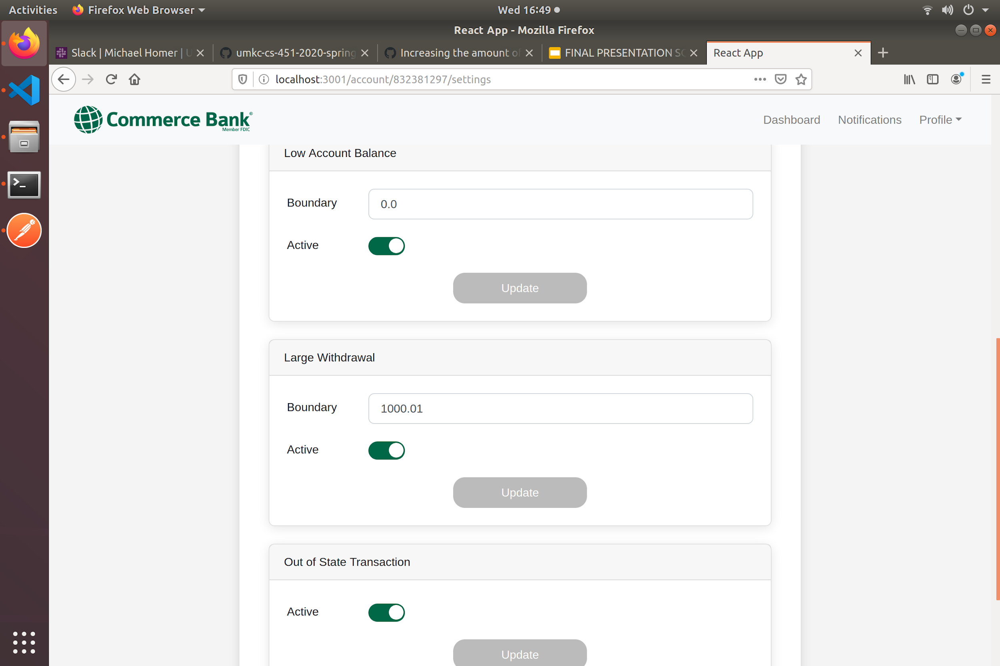 Activities Firefox Web Browser Wed 16:49
React App - Mozilla Firefox
Slack | Michael Homer | U umkc-cs-451-2020-spring Increasing the amount of FINAL PRESENTATION SC React App
localhost:3001/account/832381297/settings
Commerce Bank®
Member FDIC
Dashboard Notifications Profile
Low Account Balance
Boundary 0.0
Active
Update
Large Withdrawal
Boundary 1000.01
Active
Update
Out of State Transaction
Active
Update